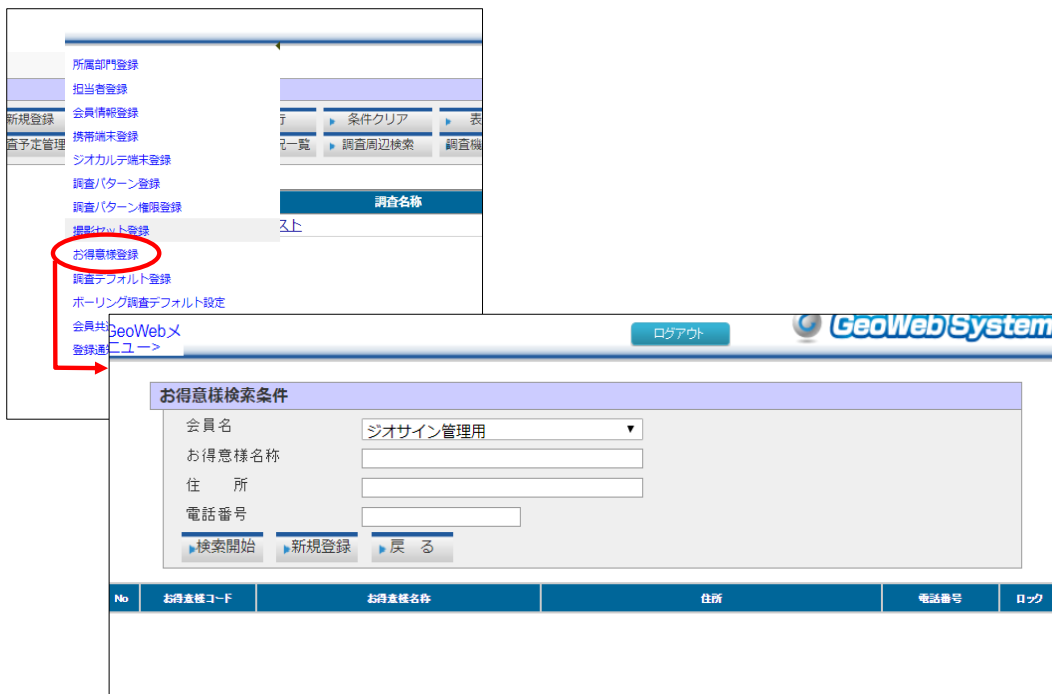 所属部門登録
担当者登録
会員情報登録
携帯端末登録
ジオカルテ端末登録
調査パターン登録
調査パターン権限登録
撮影セット登録
お得意様登録
調査デフォルト登録
ボーリング調査デフォルト設定
会員共
登録通
新規登録 行 条件クリア 表
査予定管理 況一覧 調査周辺検索 調査機
調査名称
スト
GeoWebメ
ニュー>
ログアウト
GeoWeb System
お得意様検索条件
会員名 ジオサイン管理用
お得意様名称
住 所
電話番号
検索開始 新規登録 戻 る
No お得意様コード お得意様名称 住所 電話番号 ロック